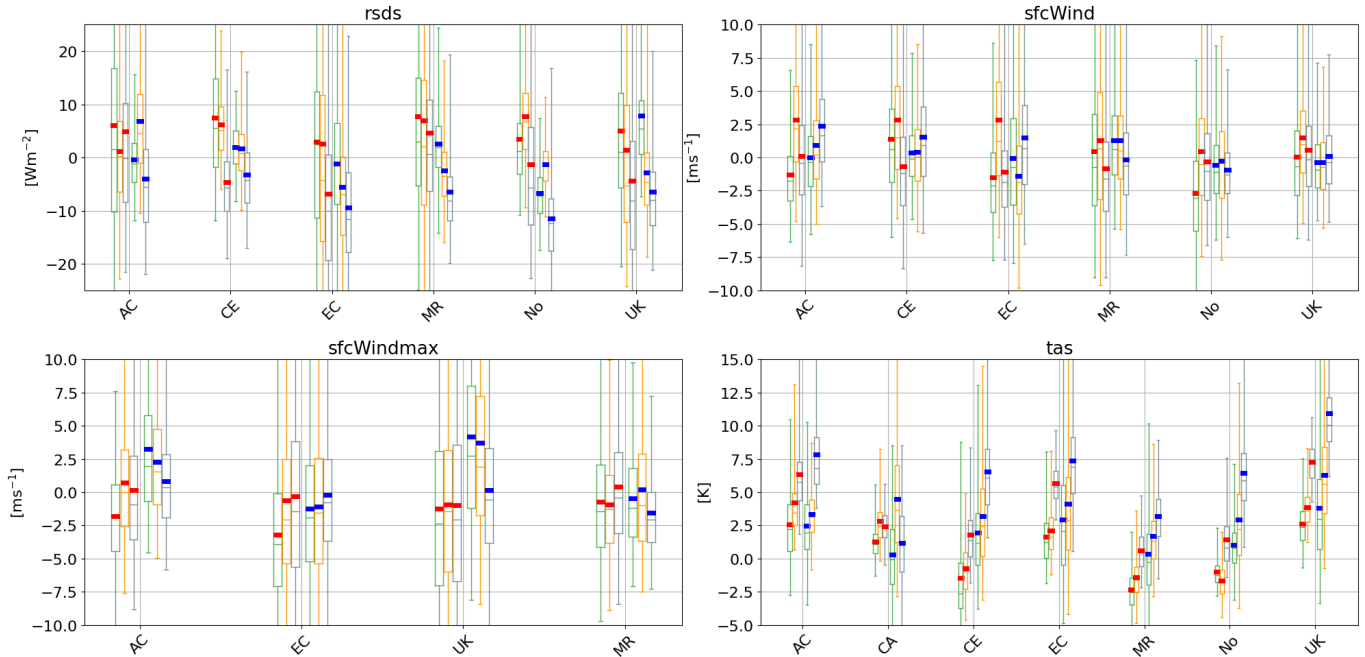 rsds
[Wm⁻²]
20
10
0
−10
−20
AC CE EC MR No UK
sfcWind
[ms⁻¹]
10.0
7.5
5.0
2.5
0.0
−2.5
−5.0
−7.5
−10.0
AC CE EC MR No UK
sfcWindmax
[ms⁻¹]
10.0
7.5
5.0
2.5
0.0
−2.5
−5.0
−7.5
−10.0
AC EC UK MR
tas
[K]
15.0
12.5
10.0
7.5
5.0
2.5
0.0
−2.5
−5.0
AC CA CE EC MR No UK